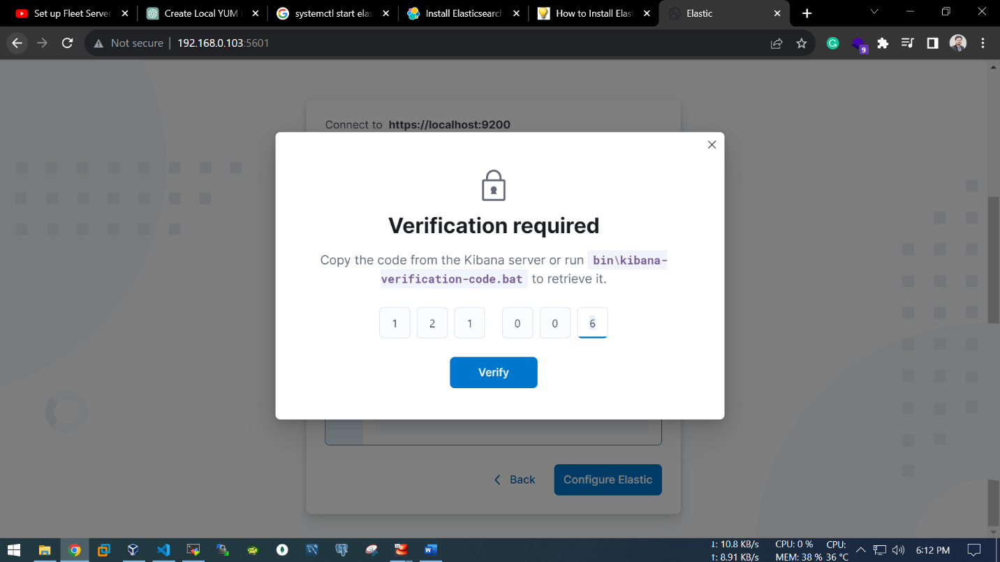 Set up Fleet Server
Create Local YUM
systemctl start elas
Install Elasticsearch
How to Install Elast
Elastic
Not secure
192.168.0.103:5601
G
9
Connect to https://localhost:9200
Verification required
Copy the code from the Kibana server or run bin\kibana-
verification-code.bat to retrieve it.
1 2 1 0 0 6
Verify
Back
Configure Elastic
↓: 10.8 KB/s CPU: 0 % CPU:
↑: 8.91 KB/s MEM: 38 % 36 °C
6:12 PM